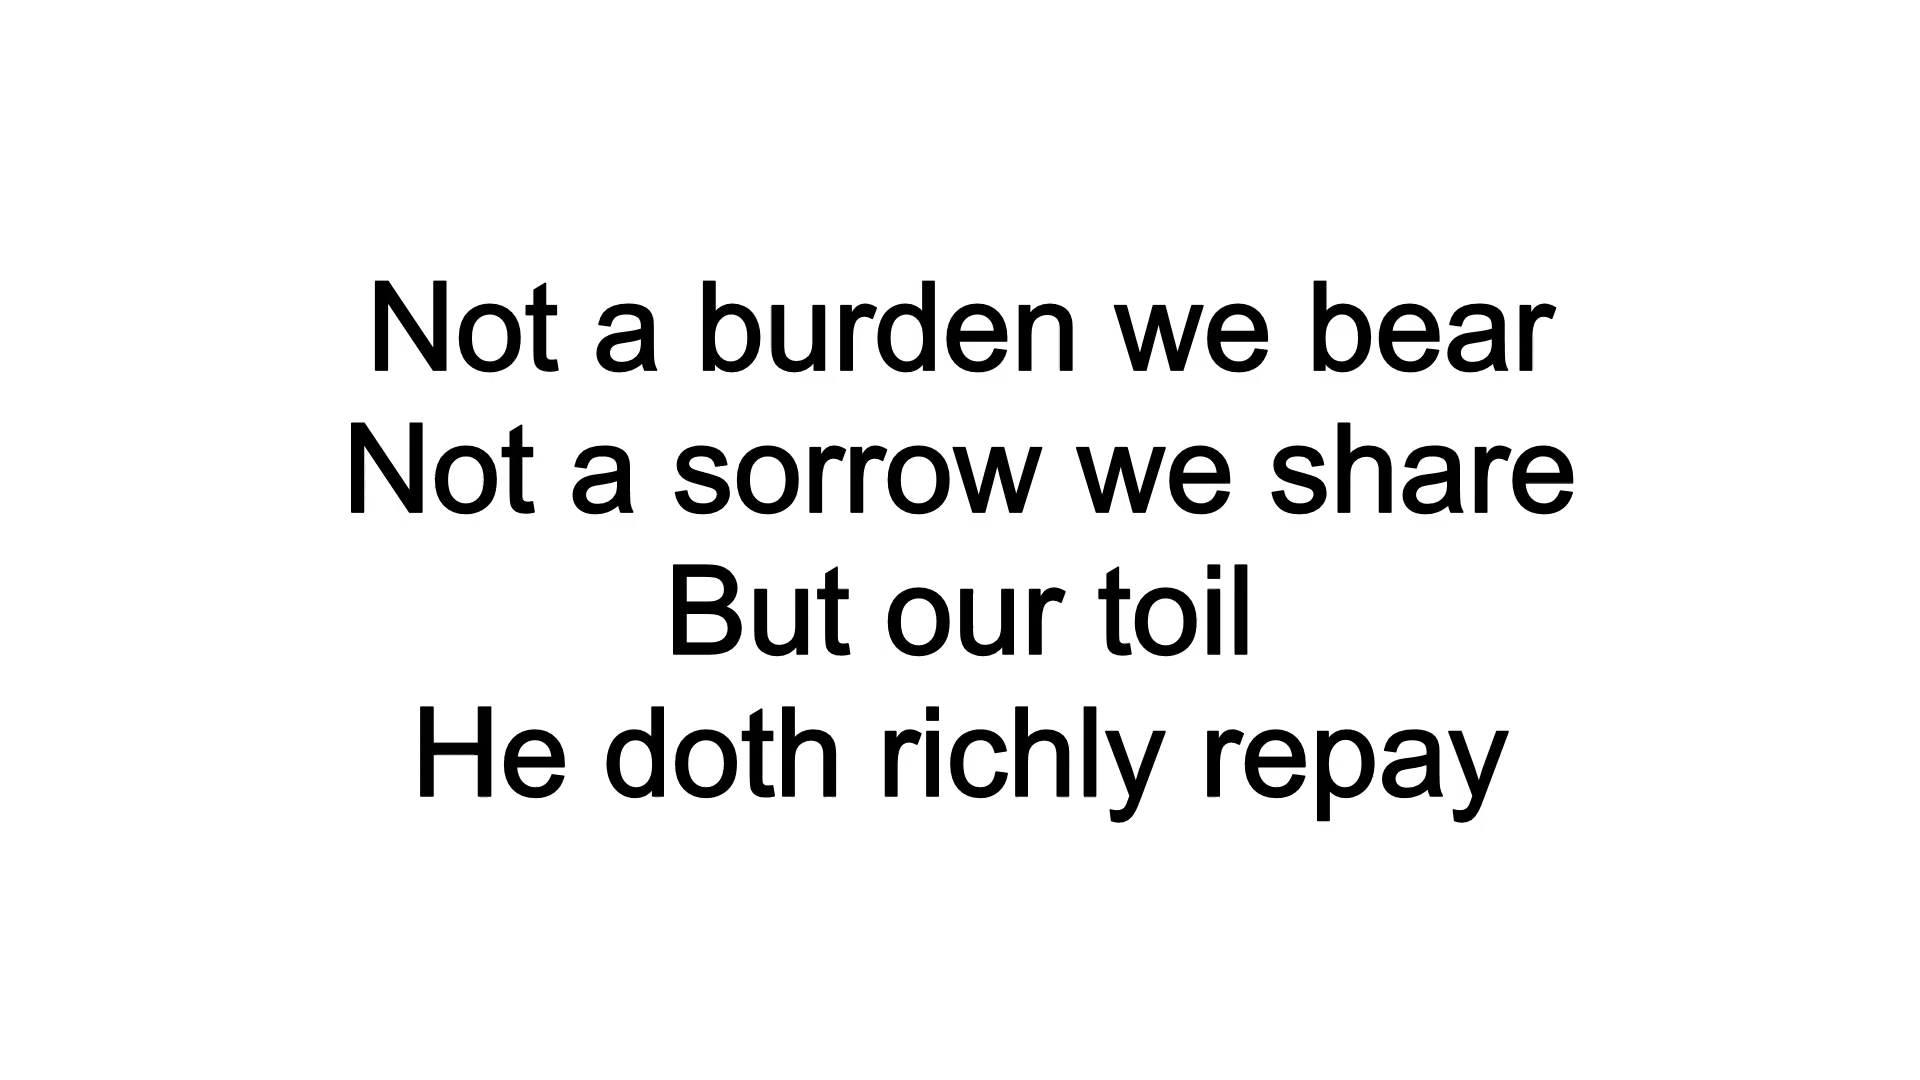 Not a burden we bear
Not a sorrow we share
But our toil
He doth richly repay